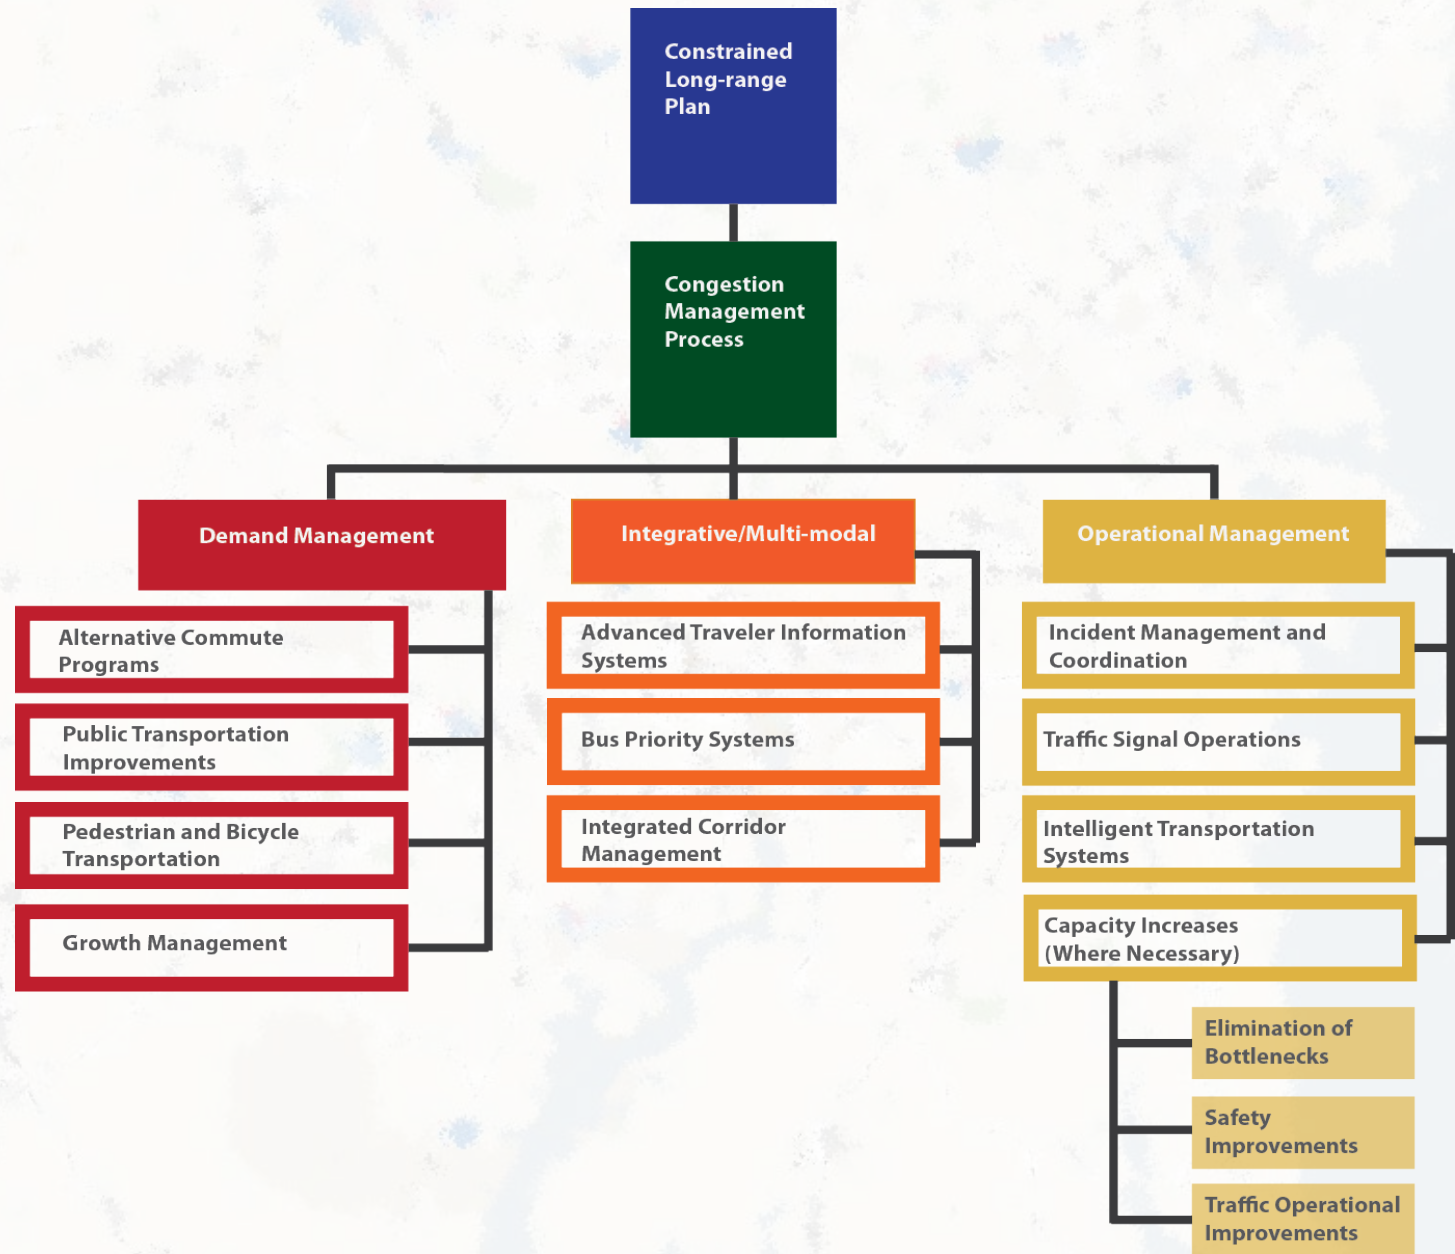 Constrained
Long-range
Plan
Congestion
Management
Process
Demand Management
Alternative Commute
Programs
Public Transportation
Improvements
Pedestrian and Bicycle
Transportation
Growth Management
Integrative/Multi-modal
Advanced Traveler Information
Systems
Bus Priority Systems
Integrated Corridor
Management
Operational Management
Incident Management and
Coordination
Traffic Signal Operations
Intelligent Transportation
Systems
Capacity Increases
(Where Necessary)
Elimination of
Bottlenecks
Safety
Improvements
Traffic Operational
Improvements